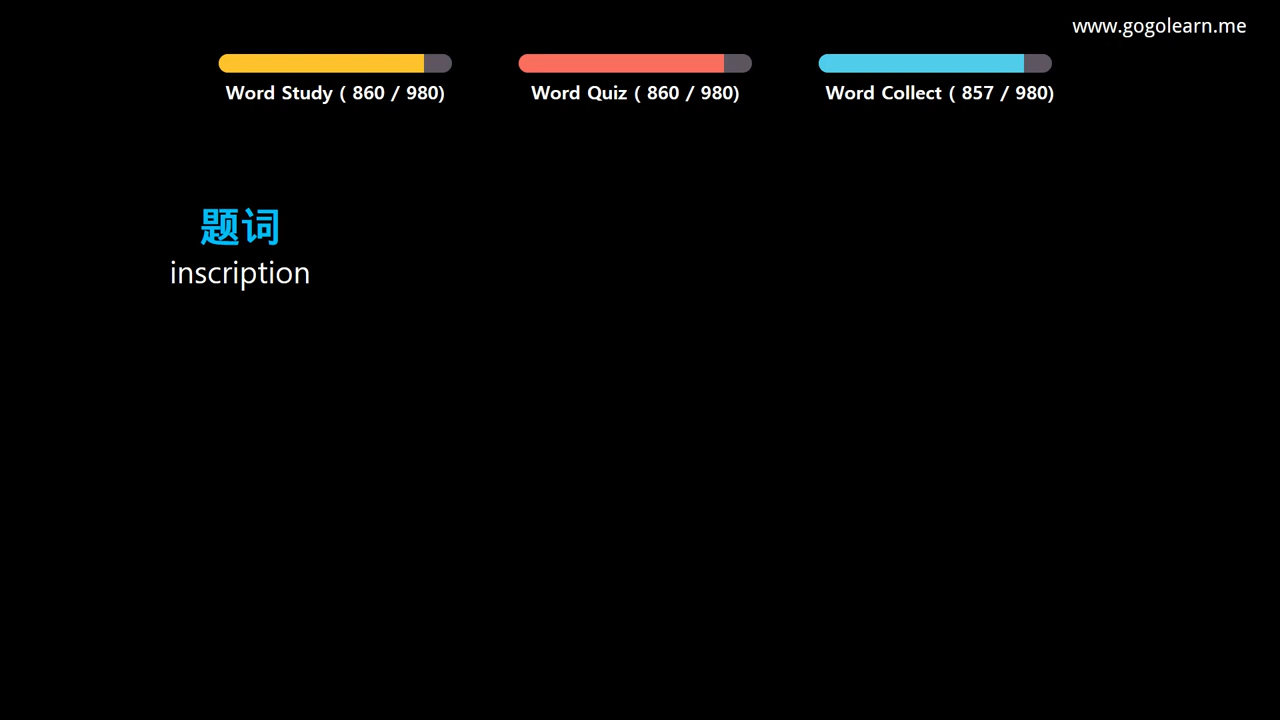 www.gogolearn.me
Word Study ( 860 / 980)
Word Quiz ( 860 / 980)
Word Collect ( 857 / 980)
题词
inscription